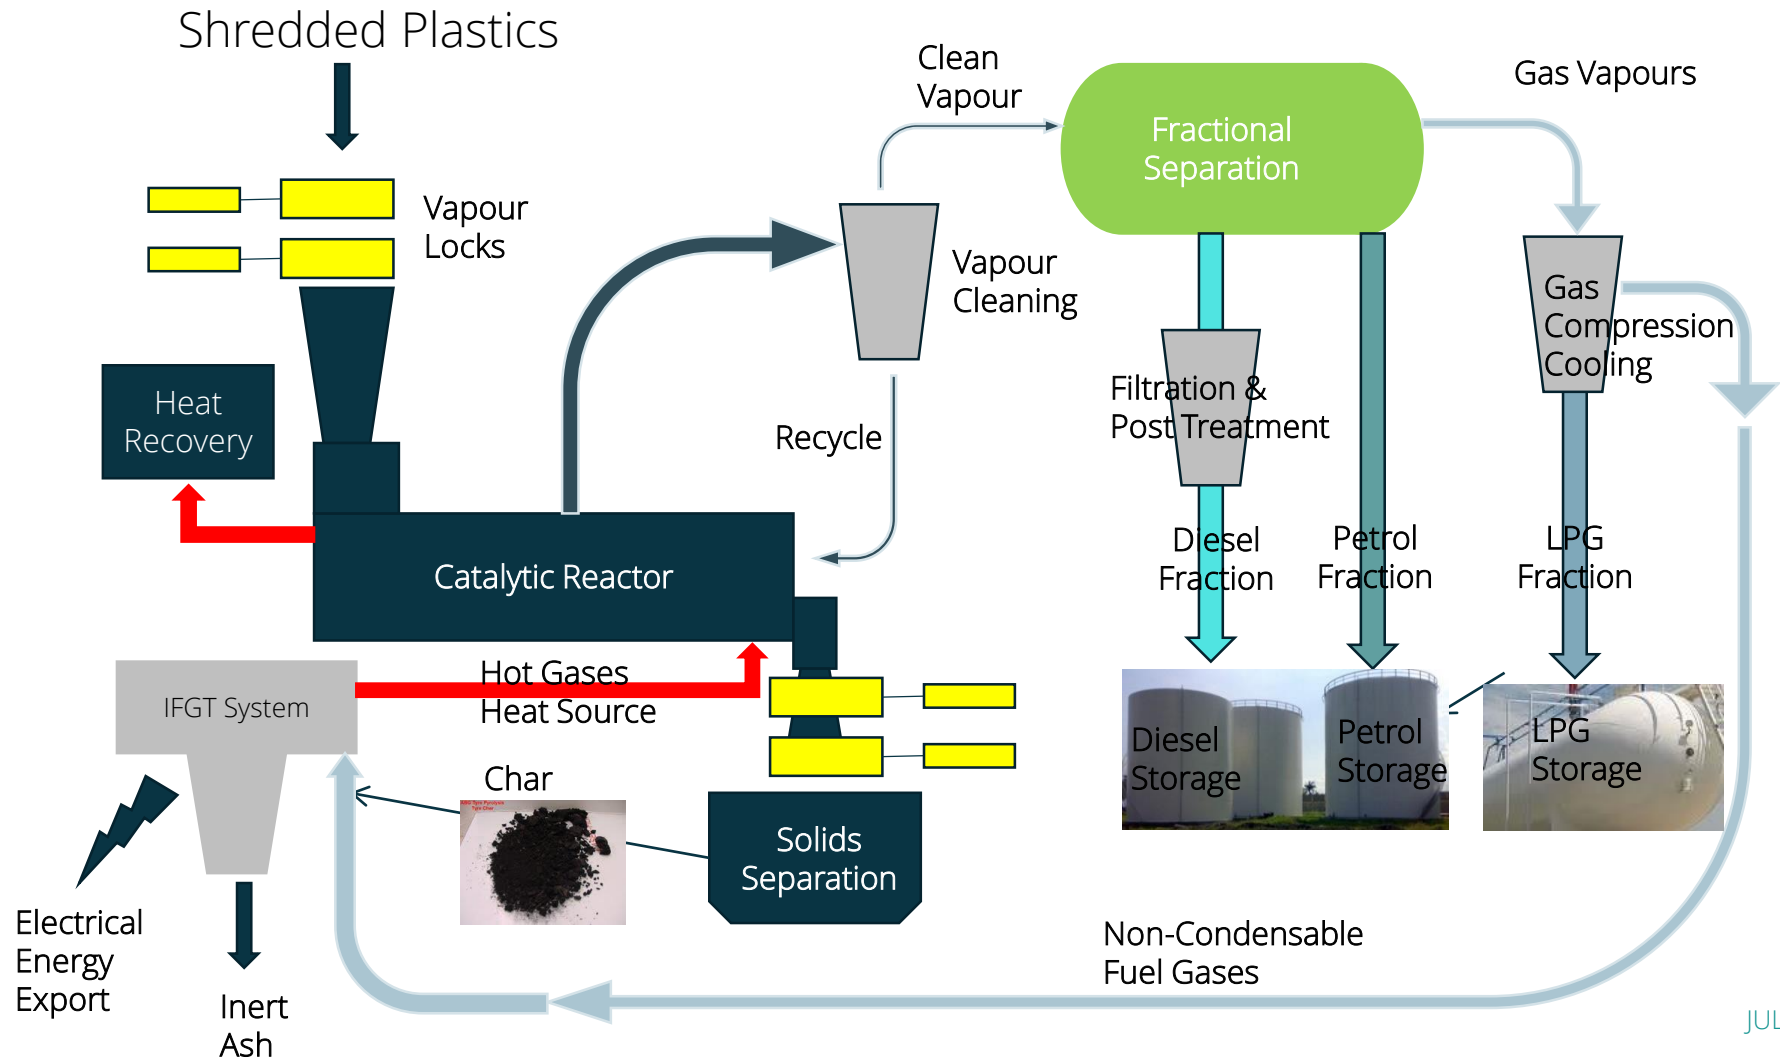 Shredded Plastics
Clean
Vapour
Gas Vapours
Fractional
Separation
Vapour
Locks
Vapour
Cleaning
Gas
Compression
Cooling
Heat
Recovery
Filtration &
Post Treatment
Recycle
Diesel
Fraction
Petrol
Fraction
LPG
Fraction
Catalytic Reactor
Hot Gases
Heat Source
IFGT System
Diesel
Storage
Petrol
Storage
LPG
Storage
Char
Solids
Separation
Electrical
Energy
Export
Inert
Ash
Non-Condensable
Fuel Gases
JUL